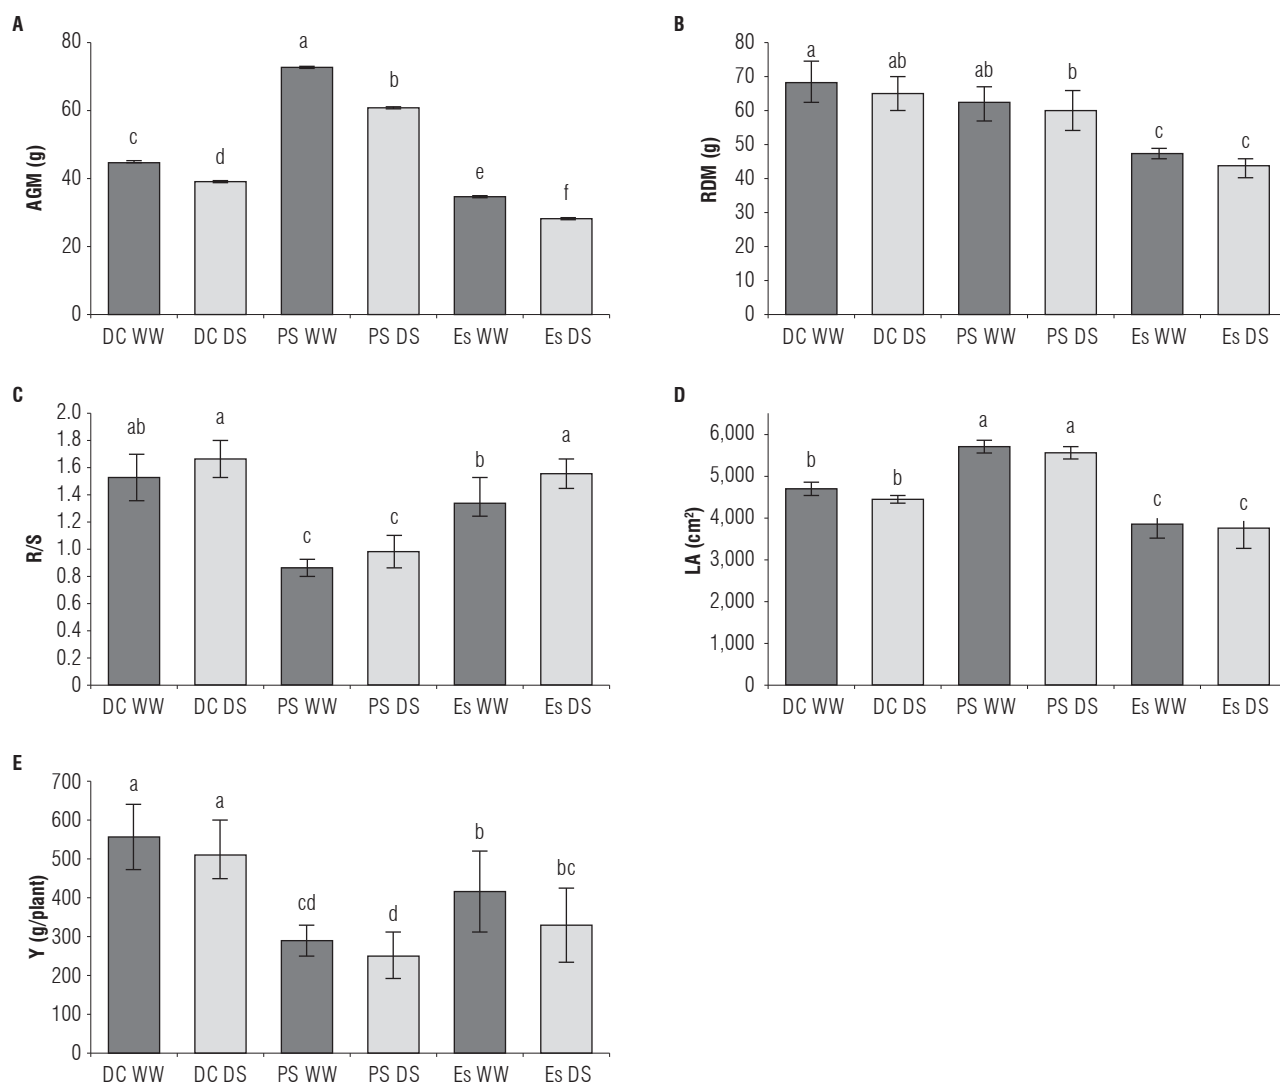 A
AGM (g)
80
60
40
20
0
c
d
a
b
e
f
DC WW DC DS PS WW PS DS Es WW Es DS
B
RDM (g)
80
70
60
50
40
30
20
10
0
a
ab
ab
b
c
c
DC WW DC DS PS WW PS DS Es WW Es DS
C
R/S
2.0
1.8
1.6
1.4
1.2
1.0
0.8
0.6
0.4
0.2
0
ab
a
c
c
b
a
DC WW DC DS PS WW PS DS Es WW Es DS
D
LA (cm²)
6,000
5,000
4,000
3,000
2,000
1,000
0
b
b
a
a
c
c
DC WW DC DS PS WW PS DS Es WW Es DS
E
Y (g/plant)
700
600
500
400
300
200
100
0
a
a
cd
d
b
bc
DC WW DC DS PS WW PS DS Es WW Es DS